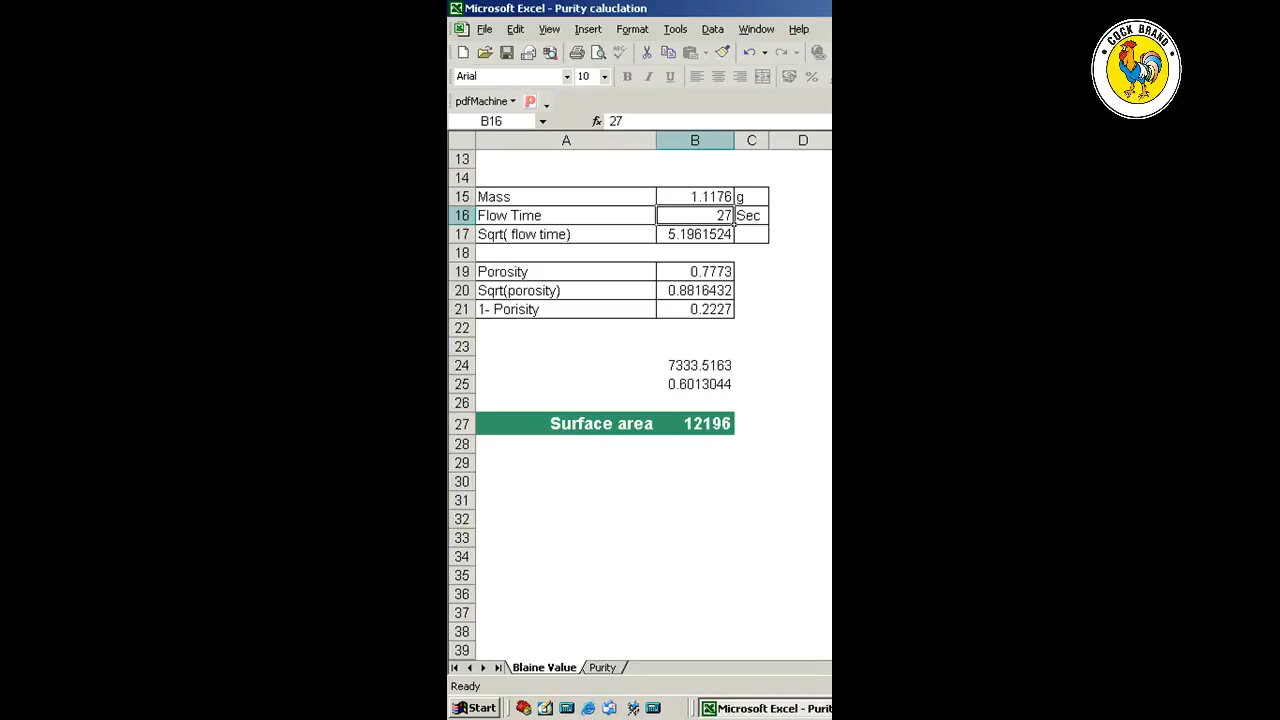 Microsoft Excel - Purity caluclation
File Edit View Insert Format Tools Data Window Help
Arial 10 B I U %
pdfMachine
B16 fx 27
A B C D
13
14
15 Mass 1.1176 g
16 Flow Time 27 Sec
17 Sqrt( flow time) 5.1961524
18
19 Porosity 0.7773
20 Sqrt(porosity) 0.8816432
21 1- Porisity 0.2227
22
23
24 7333.5163
25 0.6013044
26
27 Surface area 12196
28
29
30
31
32
33
34
35
36
37
38
39
Blaine Value Purity
Ready
Start Microsoft Excel - Purit
COCK BRAND